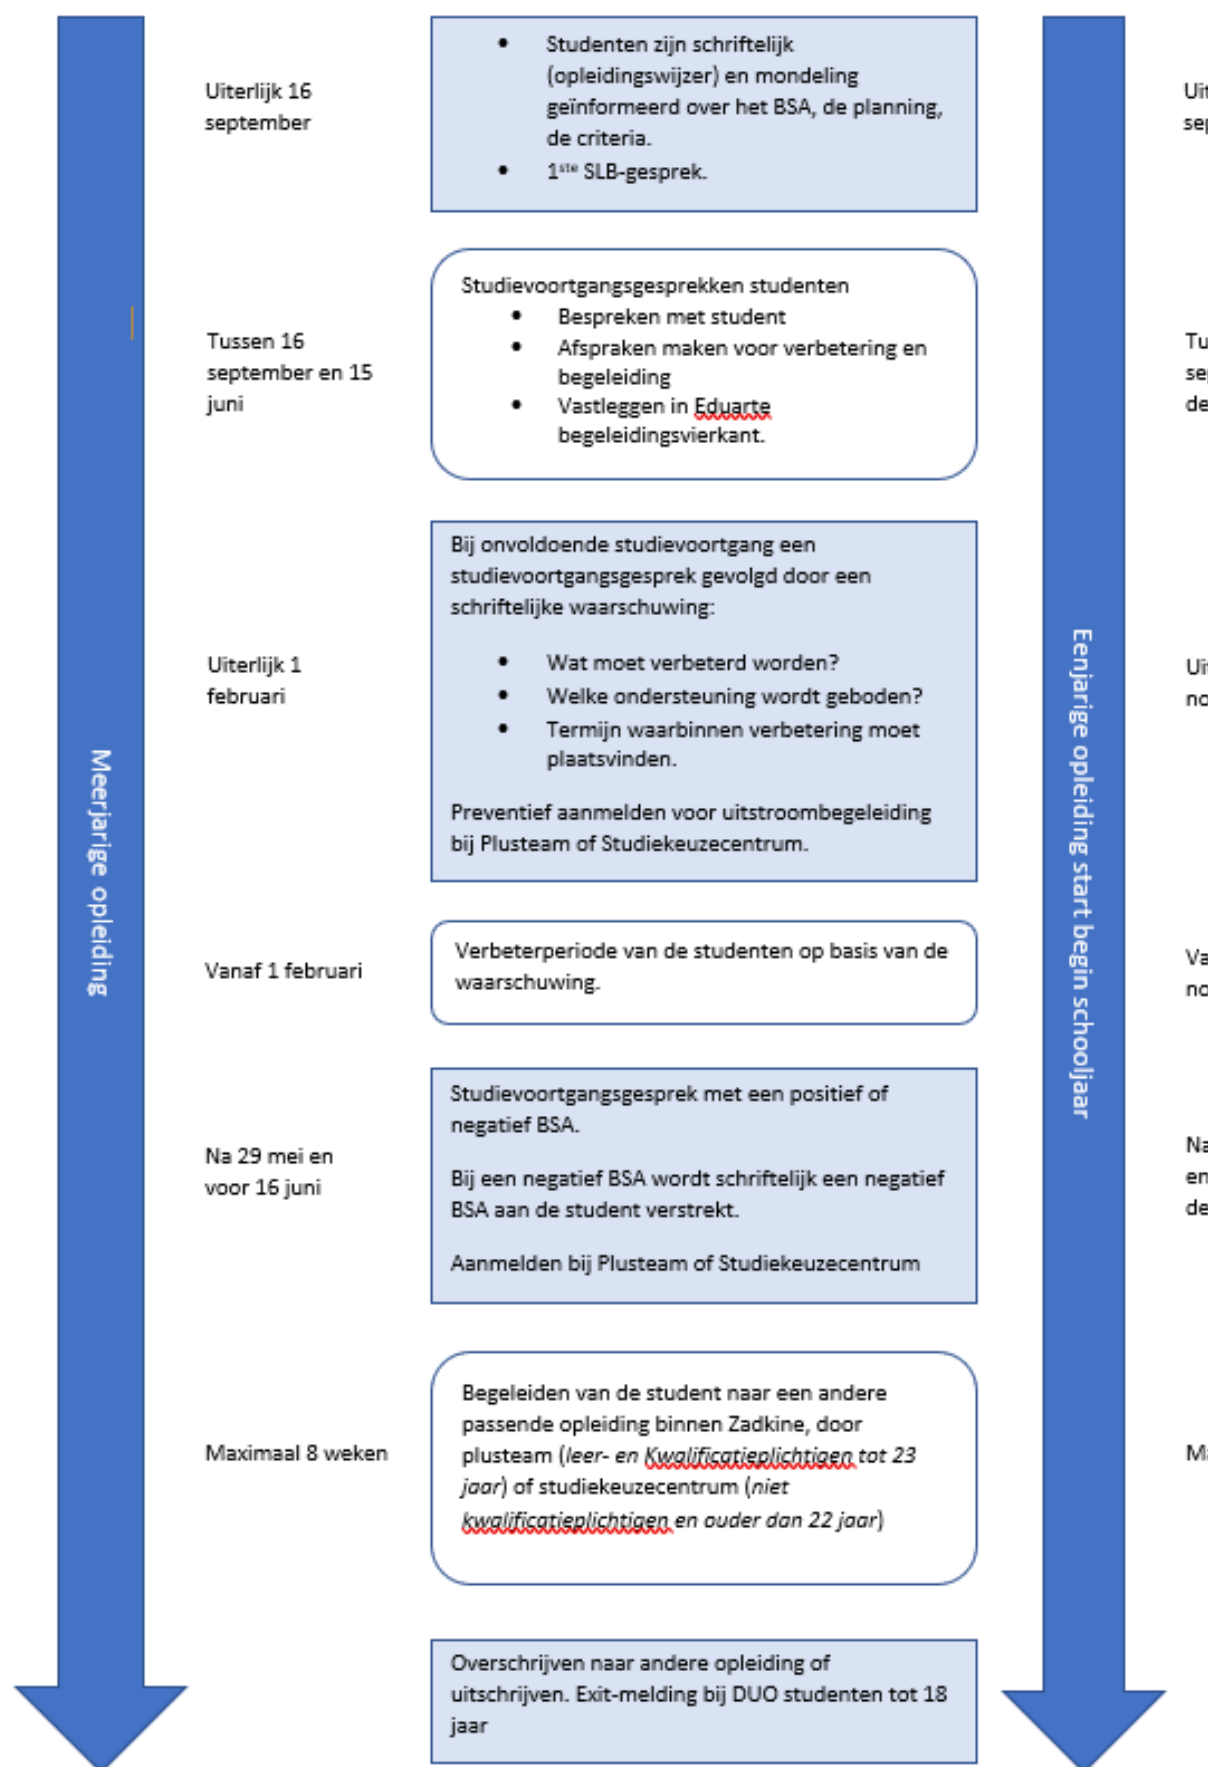 Meerjarige opleiding
Uiterlijk 16
september
• Studenten zijn schriftelijk
(opleidingswijzer) en mondeling
geïnformeerd over het BSA, de planning,
de criteria.
• 1ste SLB-gesprek.
Tussen 16
september en 15
juni
Studievoortgangsgesprekken studenten
• Bespreken met student
• Afspraken maken voor verbetering en
begeleiding
• Vastleggen in Eduarte
begeleidingsvierkant.
Uiterlijk 1
februari
Bij onvoldoende studievoortgang een
studievoortgangsgesprek gevolgd door een
schriftelijke waarschuwing:
• Wat moet verbeterd worden?
• Welke ondersteuning wordt geboden?
• Termijn waarbinnen verbetering moet
plaatsvinden.
Preventief aanmelden voor uitstroombegeleiding
bij Plusteam of Studiekeuzecentrum.
Vanaf 1 februari
Verbeterperiode van de studenten op basis van de
waarschuwing.
Na 29 mei en
voor 16 juni
Studievoortgangsgesprek met een positief of
negatief BSA.
Bij een negatief BSA wordt schriftelijk een negatief
BSA aan de student verstrekt.
Aanmelden bij Plusteam of Studiekeuzecentrum
Maximaal 8 weken
Begeleiden van de student naar een andere
passende opleiding binnen Zadkine, door
plusteam (leer- en Kwalificatieplichtigen tot 23
jaar) of studiekeuzecentrum (niet
kwalificatieplichtigen en ouder dan 22 jaar)
Overschrijven naar andere opleiding of
uitschrijven. Exit-melding bij DUO studenten tot 18
jaar
Eenjarige opleiding start begin schooljaar